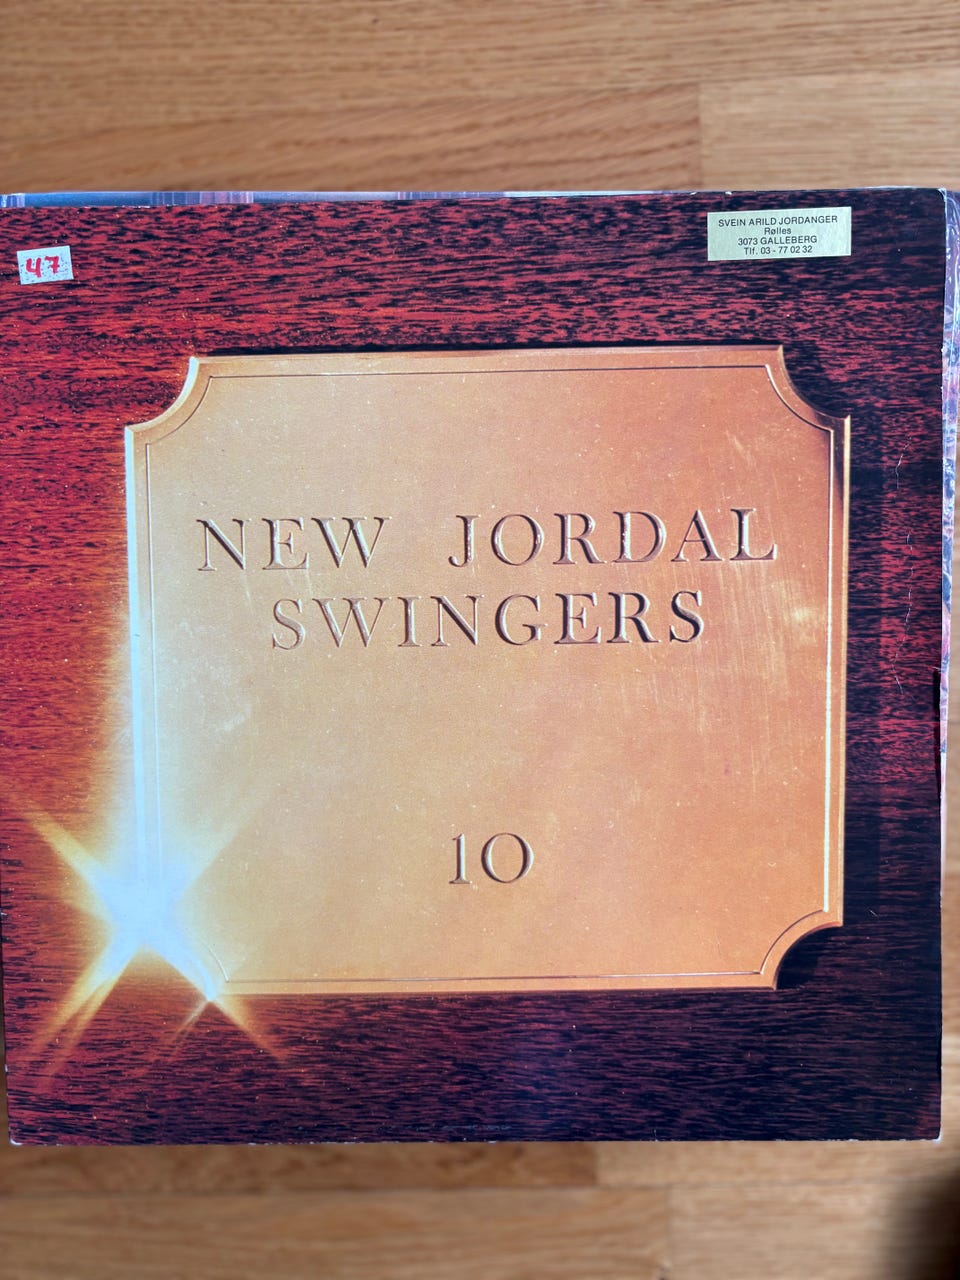 47
SVEIN ARILD JORDANGER
Rølles
3073 GALLEBERG
Tlf. 03 - 77 02 32
NEW JORDAL
SWINGERS
10